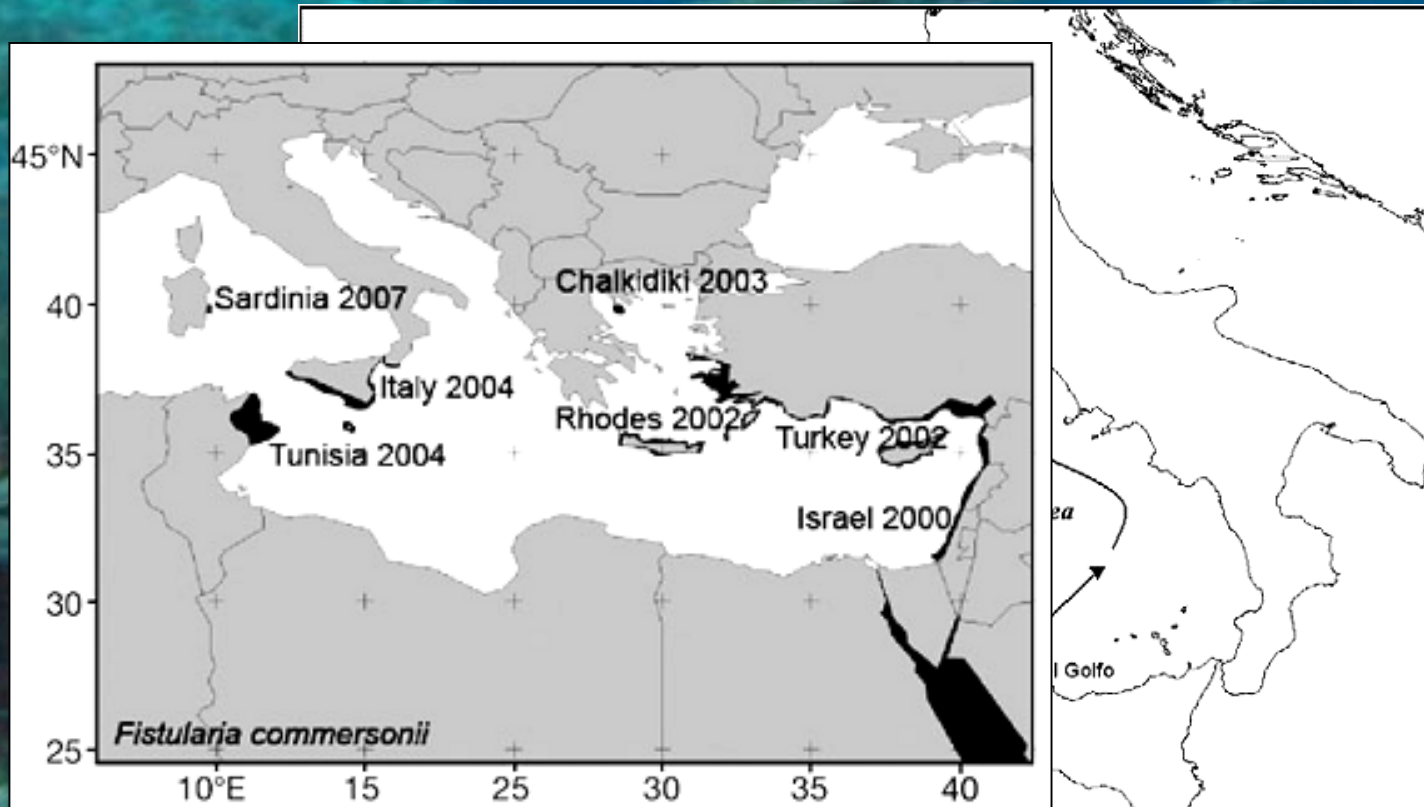 45°N
Chalkidiki 2003
Sardinia 2007
40
Italy 2004
Rhodes 2002
Turkey 2002
Tunisia 2004
35
Israel 2000
ea
30
l Golfo
Fistularia commersonii
25
10°E 15 25 30 40